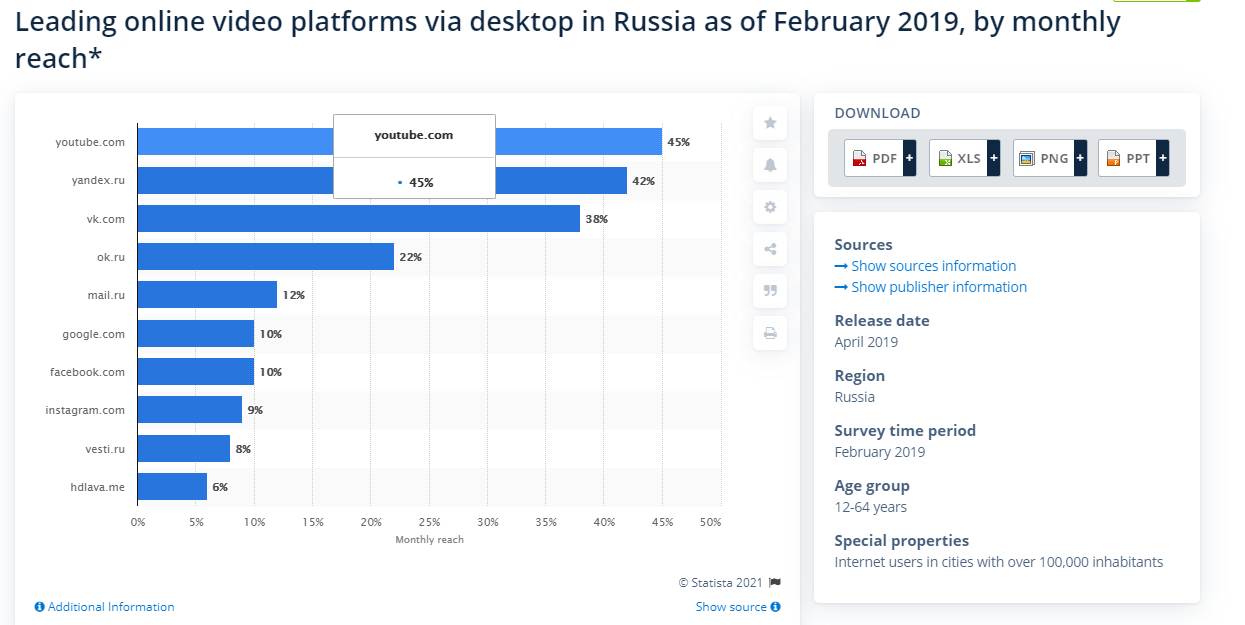 Leading online video platforms via desktop in Russia as of February 2019, by monthly
reach*
youtube.com
45%
youtube.com
45%
yandex.ru
42%
vk.com
38%
ok.ru
22%
mail.ru
12%
google.com
10%
facebook.com
10%
instagram.com
9%
vesti.ru
8%
hdlava.me
6%
0% 5% 10% 15% 20% 25% 30% 35% 40% 45% 50%
Monthly reach
© Statista 2021
Additional Information
Show source
DOWNLOAD
PDF + XLS + PNG + PPT +
Sources
Show sources information
Show publisher information
Release date
April 2019
Region
Russia
Survey time period
February 2019
Age group
12-64 years
Special properties
Internet users in cities with over 100,000 inhabitants